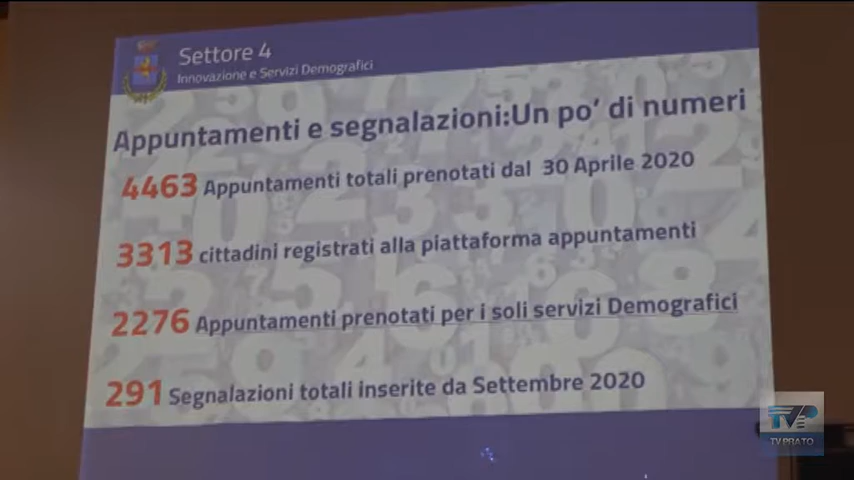 Settore 4
Innovazione e Servizi Demografici
Appuntamenti e segnalazioni:Un po' di numeri
4463 Appuntamenti totali prenotati dal 30 Aprile 2020
3313 cittadini registrati alla piattaforma appuntamenti
2276 Appuntamenti prenotati per i soli servizi Demografici
291 Segnalazioni totali inserite da Settembre 2020
TVP
TV PRATO